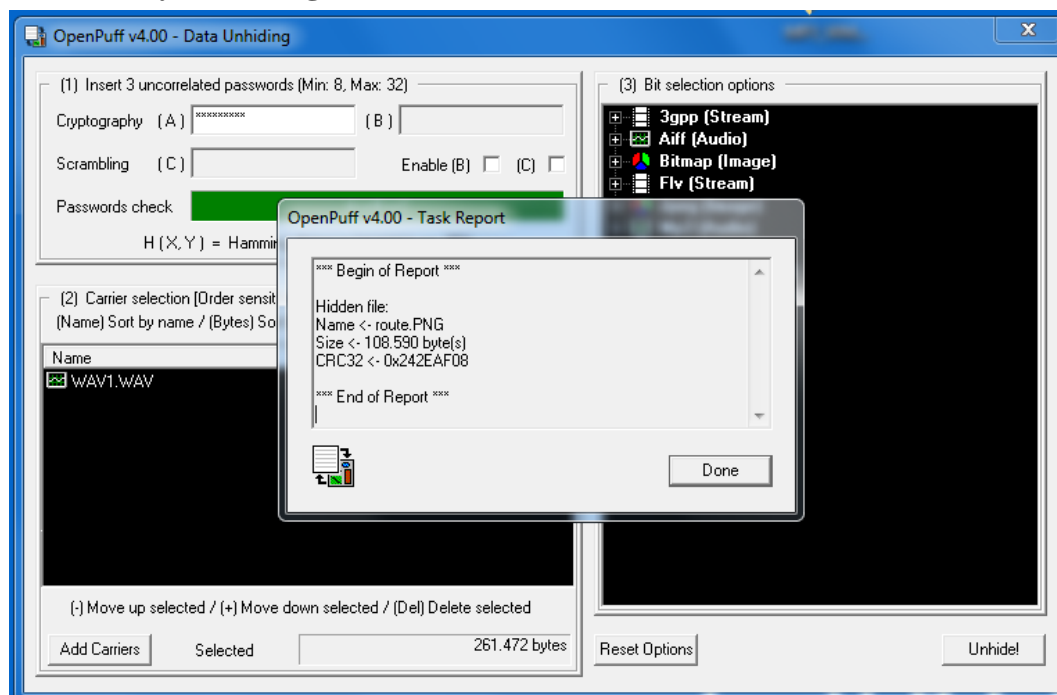 OpenPuff v4.00 - Data Unhiding
x
(1) Insert 3 uncorrelated passwords (Min: 8, Max: 32)
Cryptography (A) ********* (B)
Scrambling (C) Enable (B) (C)
Passwords check
H (X, Y) = Hammin
(2) Carrier selection [Order sensit
(Name) Sort by name / (Bytes) So
Name
WAV1.WAV
(-) Move up selected / (+) Move down selected / (Del) Delete selected
Add Carriers Selected 261.472 bytes
(3) Bit selection options
3gpp (Stream)
Aiff (Audio)
Bitmap (Image)
Flv (Stream)
Reset Options Unhide!
OpenPuff v4.00 - Task Report
*** Begin of Report ***
Hidden file:
Name <- route.PNG
Size <- 108.590 byte(s)
CRC32 <- 0x242EAF08
*** End of Report ***
Done